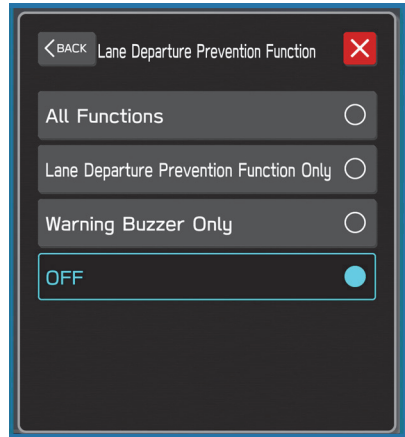 BACK Lane Departure Prevention Function
All Functions
Lane Departure Prevention Function Only
Warning Buzzer Only
OFF